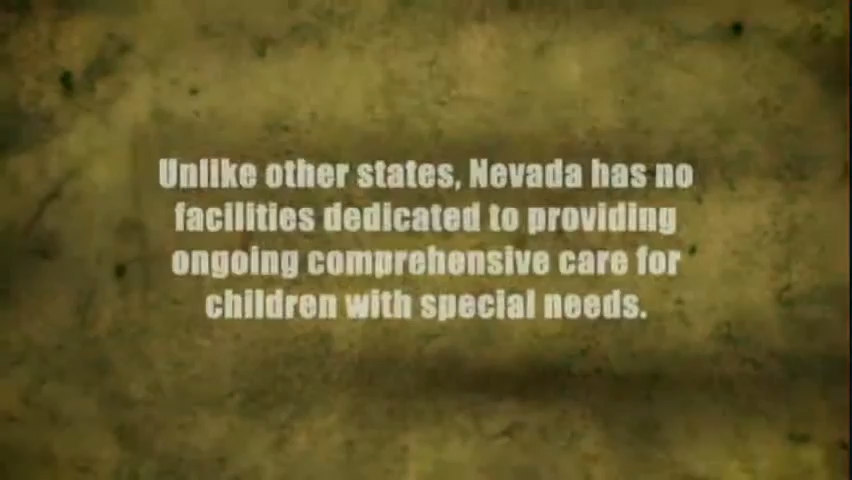 Unlike other states, Nevada has no
facilities dedicated to providing
ongoing comprehensive care for
children with special needs.